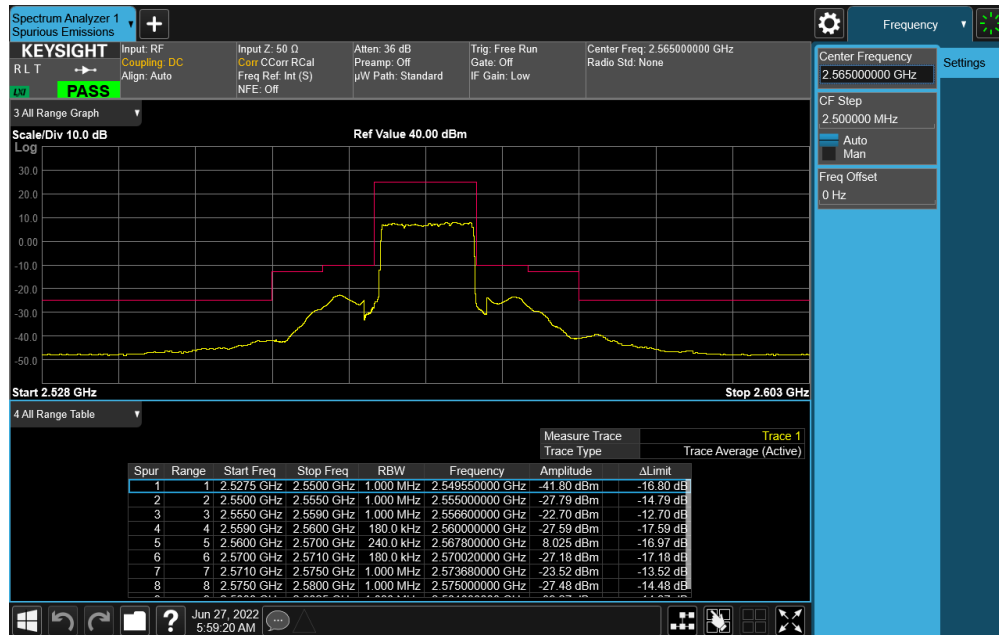 Spectrum Analyzer 1
Spurious Emissions
Frequency
KEYSIGHT
R L T
LXI
PASS
Input: RF
Coupling: DC
Align: Auto
Input Z: 50 Ω
Corr CCorr RCal
Freq Ref: Int (S)
NFE: Off
Atten: 36 dB
Preamp: Off
µW Path: Standard
Trig: Free Run
Gate: Off
IF Gain: Low
Center Freq: 2.565000000 GHz
Radio Std: None
Center Frequency
2.565000000 GHz
Settings
CF Step
2.500000 MHz
Auto
Man
Freq Offset
0 Hz
3 All Range Graph
Scale/Div 10.0 dB
Ref Value 40.00 dBm
Log
30.0
20.0
10.0
0.00
-10.0
-20.0
-30.0
-40.0
-50.0
Start 2.528 GHz
Stop 2.603 GHz
4 All Range Table
Measure Trace Trace 1
Trace Type Trace Average (Active)
Spur Range Start Freq Stop Freq RBW Frequency Amplitude ΔLimit
1 1 2.5275 GHz 2.5500 GHz 1.000 MHz 2.549550000 GHz -41.80 dBm -16.80 dB
2 2 2.5500 GHz 2.5550 GHz 1.000 MHz 2.555000000 GHz -27.79 dBm -14.79 dB
3 3 2.5550 GHz 2.5590 GHz 1.000 MHz 2.556600000 GHz -22.70 dBm -12.70 dB
4 4 2.5590 GHz 2.5600 GHz 180.0 kHz 2.560000000 GHz -27.59 dBm -17.59 dB
5 5 2.5600 GHz 2.5700 GHz 240.0 kHz 2.567800000 GHz 8.025 dBm -16.97 dB
6 6 2.5700 GHz 2.5710 GHz 180.0 kHz 2.570020000 GHz -27.18 dBm -17.18 dB
7 7 2.5710 GHz 2.5750 GHz 1.000 MHz 2.573680000 GHz -23.52 dBm -13.52 dB
8 8 2.5750 GHz 2.5800 GHz 1.000 MHz 2.575000000 GHz -27.48 dBm -14.48 dB
Jun 27, 2022
5:59:20 AM